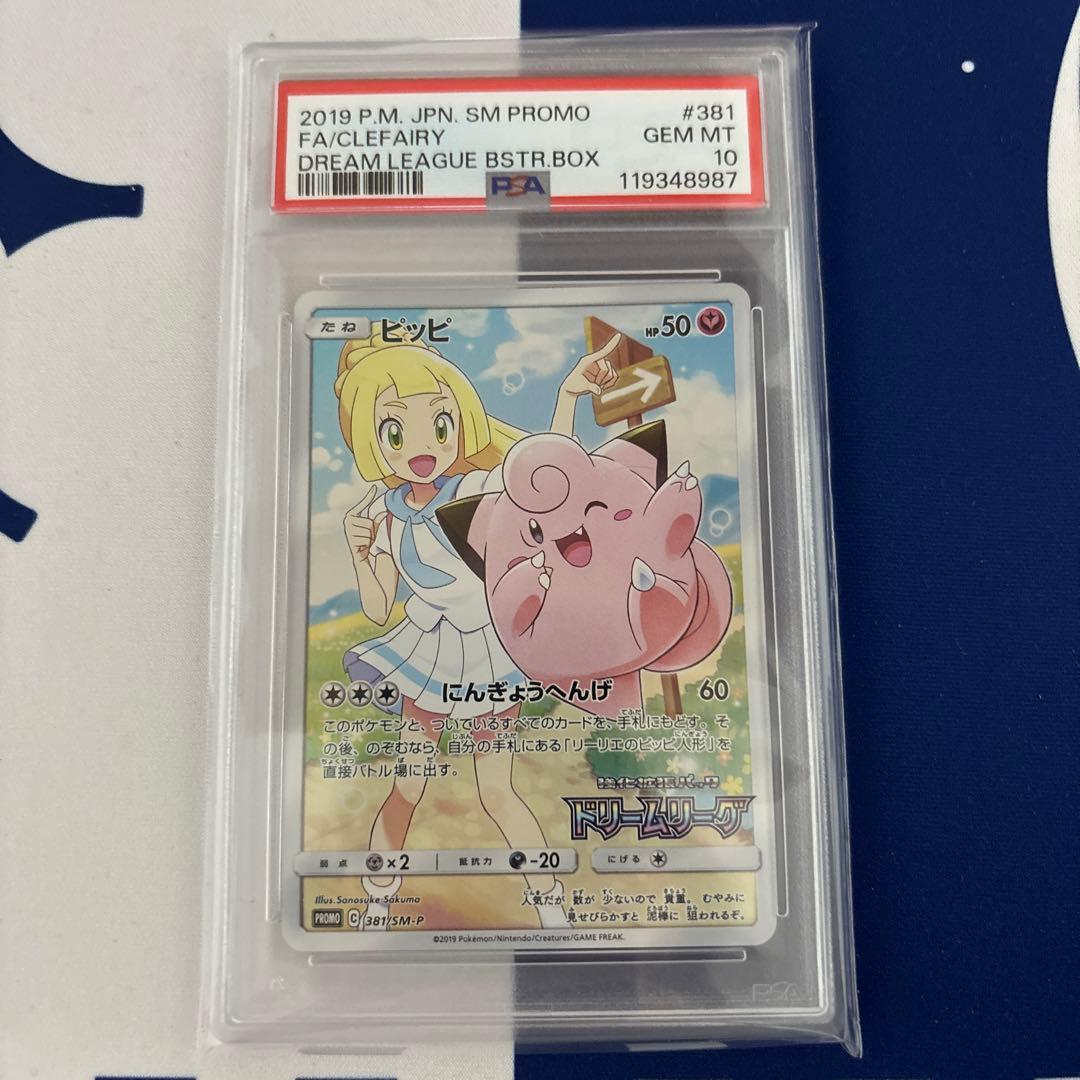 2019 P.M. JPN. SM PROMO #381
FA/CLEFAIRY GEM MT
DREAM LEAGUE BSTR.BOX 10
PSA 119348987
たね ピッピ HP50
にんぎょうへんげ 60
このポケモンと、ついているすべてのカードを、手札にもどす。そ
の後、のぞむなら、自分の手札にある「リーリエのピッピ人形」を
直接バトル場に出す。
強化拡張パック
ドリームリーグ
弱点 ×2 抵抗力 -20 にげる
Illus.Sanosuke Sakuma
人気だが 数が 少ないので 貴重。 むやみに
見せびらかすと 泥棒に 狙われるぞ。
PROMO C 381/SM-P
©2019 Pokémon/Nintendo/Creatures/GAME FREAK.
PSA